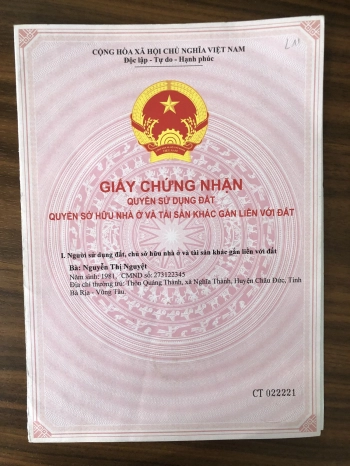 CỘNG HÒA XÃ HỘI CHỦ NGHĨA VIỆT NAM
Độc lập - Tự do - Hạnh phúc
GIẤY CHỨNG NHẬN
QUYỀN SỬ DỤNG ĐẤT
QUYỀN SỞ HỮU NHÀ Ở VÀ TÀI SẢN KHÁC GẮN LIỀN VỚI ĐẤT
I. Người sử dụng đất, chủ sở hữu nhà ở và tài sản khác gắn liền với đất
Bà: Nguyễn Thị Nguyệt
Năm sinh: 1981, CMND số: 273122345
Địa chỉ thường trú: Thôn Quảng Thành, xã Nghĩa Thành, Huyện Châu Đức, Tỉnh
Bà Rịa - Vũng Tàu.
CT 022221